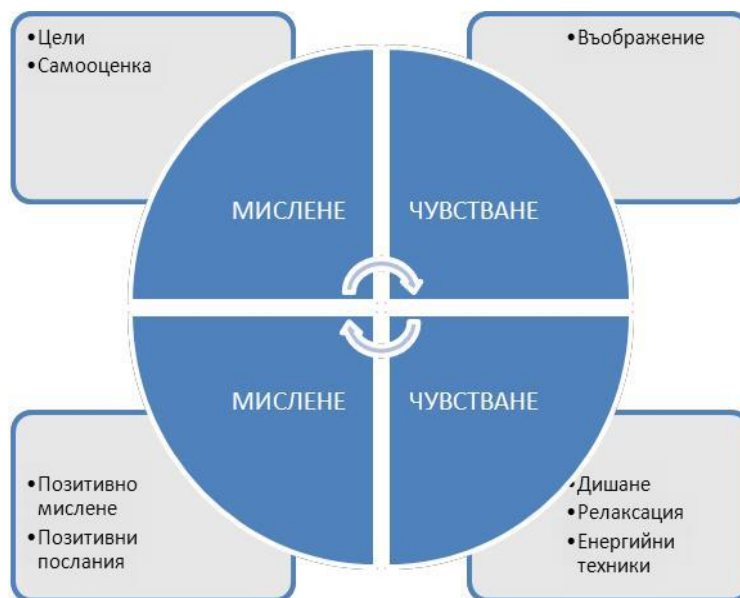 •Цели
•Самооценка
•Въображение
МИСЛЕНЕ
ЧУВСТВАНЕ
МИСЛЕНЕ
ЧУВСТВАНЕ
•Позитивно
мислене
•Позитивни
послания
•Дишане
•Релаксация
•Енергийни
техники